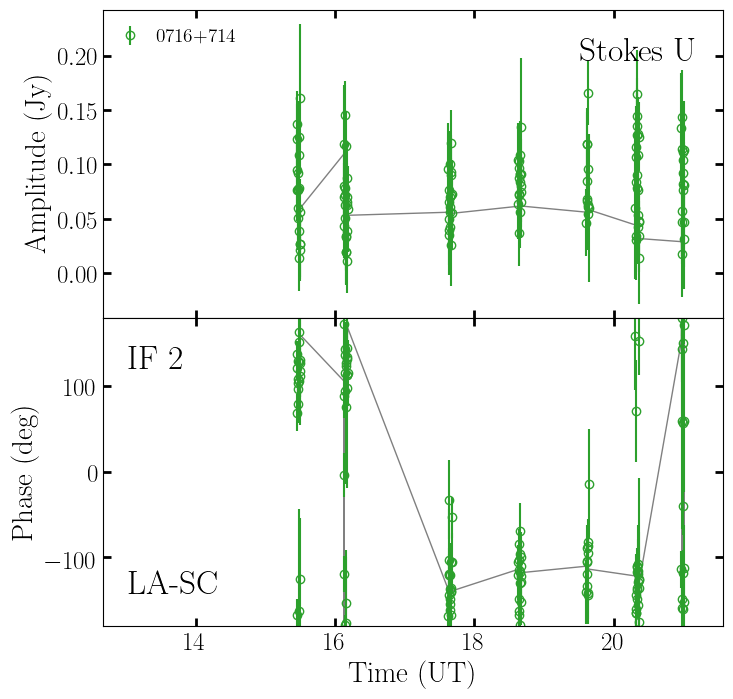 0716+714
Stokes U
0.20
0.15
0.10
0.05
0.00
Amplitude (Jy)
IF 2
100
0
−100
Phase (deg)
LA-SC
14 16 18 20
Time (UT)